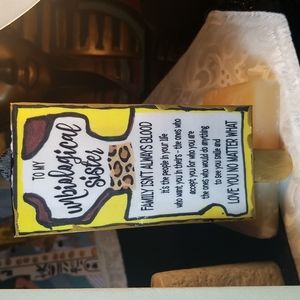 TO MY
unbiological
sister
FAMILY ISN'T ALWAYS BLOOD
it's the people in your life
who want you in theirs - the ones who
accept you for who you are
the ones who would do anything
to see you smile and
LOVE YOU NO MATTER WHAT